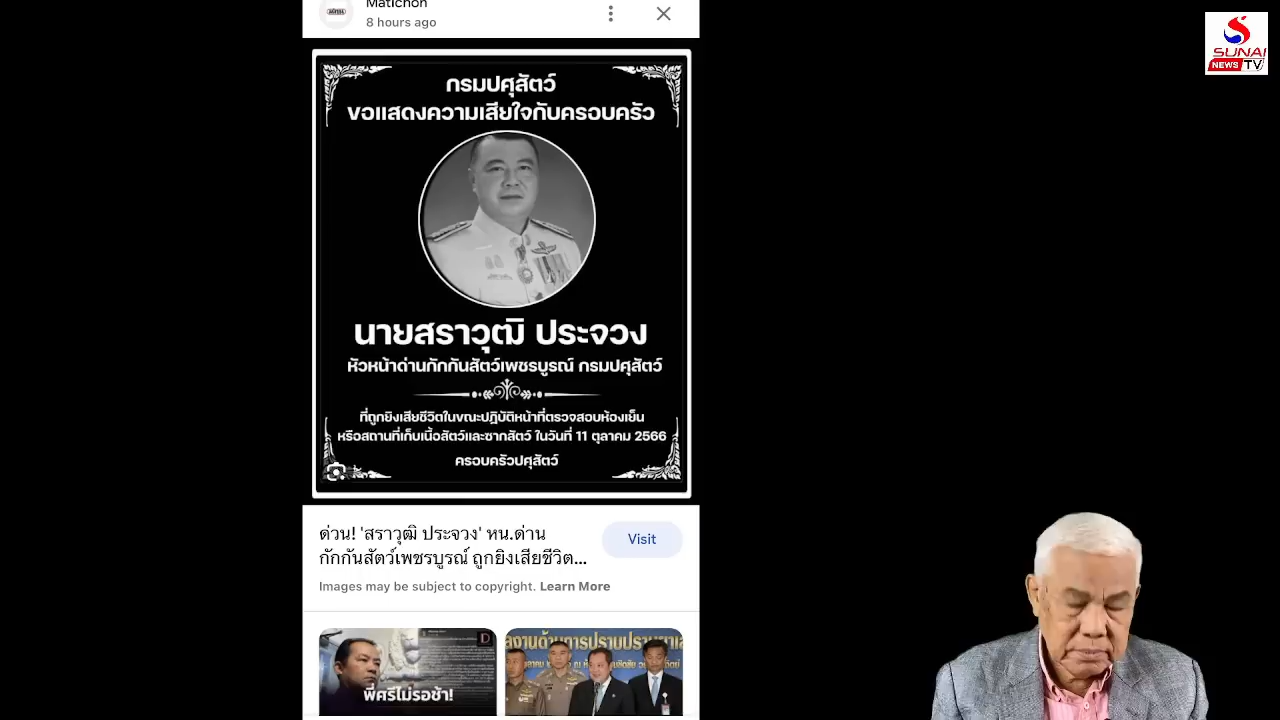 Matichon
8 hours ago
SUNAI
NEWS TV
กรมปศุสัตว์
ขอแสดงความเสียใจกับครอบครัว
นายสราวุฒิ ประจวง
หัวหน้าด่านกักกันสัตว์เพชรบูรณ์ กรมปศุสัตว์
ที่ถูกยิงเสียชีวิตในขณะปฏิบัติหน้าที่ตรวจสอบห้องเย็น
หรือสถานที่เก็บเนื้อสัตว์และซากสัตว์ ในวันที่ 11 ตุลาคม 2566
ครอบครัวปศุสัตว์
ด่วน! 'สราวุฒิ ประจวง' หน.ด่าน
กักกันสัตว์เพชรบูรณ์ ถูกยิงเสียชีวิต...
Visit
Images may be subject to copyright. Learn More
D
พี่ศรีไม่รอช้า!